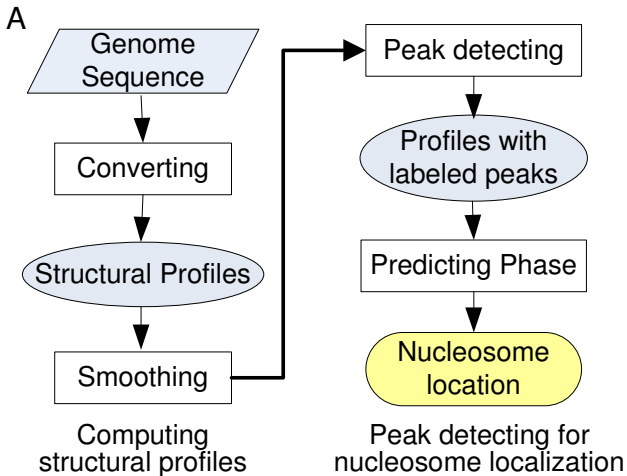 A
Genome
Sequence
Converting
Structural Profiles
Smoothing
Computing
structural profiles
Peak detecting
Profiles with
labeled peaks
Predicting Phase
Nucleosome
location
Peak detecting for
nucleosome localization